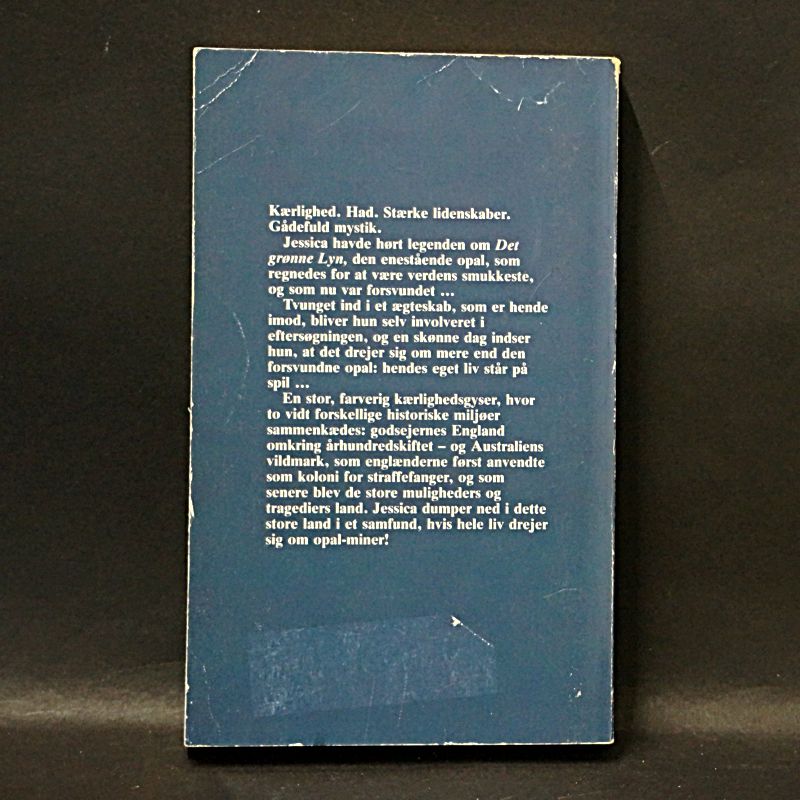 Kærlighed. Had. Stærke lidenskaber.
Gådefuld mystik.
Jessica havde hørt legenden om Det
grønne Lyn, den enestående opal, som
regnedes for at være verdens smukkeste,
og som nu var forsvundet ...
Tvunget ind i et ægteskab, som er hende
imod, bliver hun selv involveret i
eftersøgningen, og en skønne dag indser
hun, at det drejer sig om mere end den
forsvundne opal: hendes eget liv står på
spil ...
En stor, farverig kærlighedsgyser, hvor
to vidt forskellige historiske miljøer
sammenkædes: godsejernes England
omkring århundredskiftet – og Australiens
vildmark, som englænderne først anvendte
som koloni for straffefanger, og som
senere blev de store muligheders og
tragediers land. Jessica dumper ned i dette
store land i et samfund, hvis hele liv drejer
sig om opal-miner!